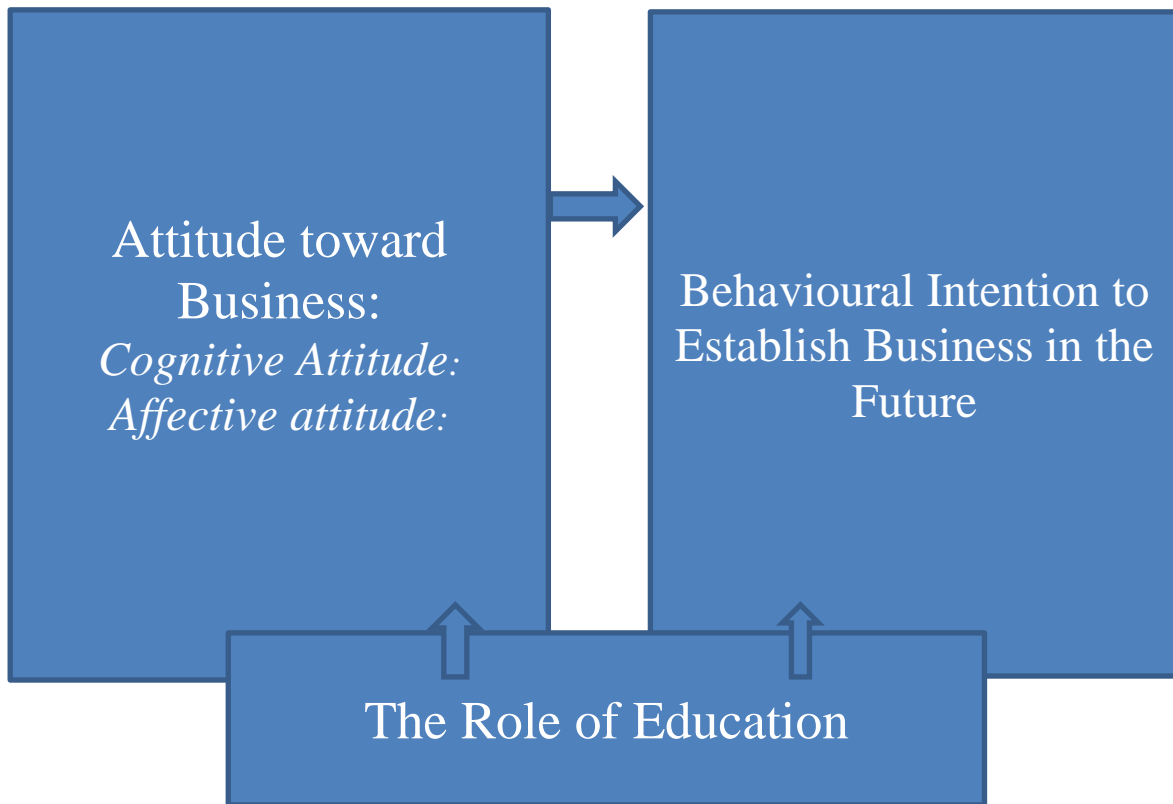 Attitude toward
Business:
Cognitive Attitude:
Affective attitude:
Behavioural Intention to
Establish Business in the
Future
The Role of Education